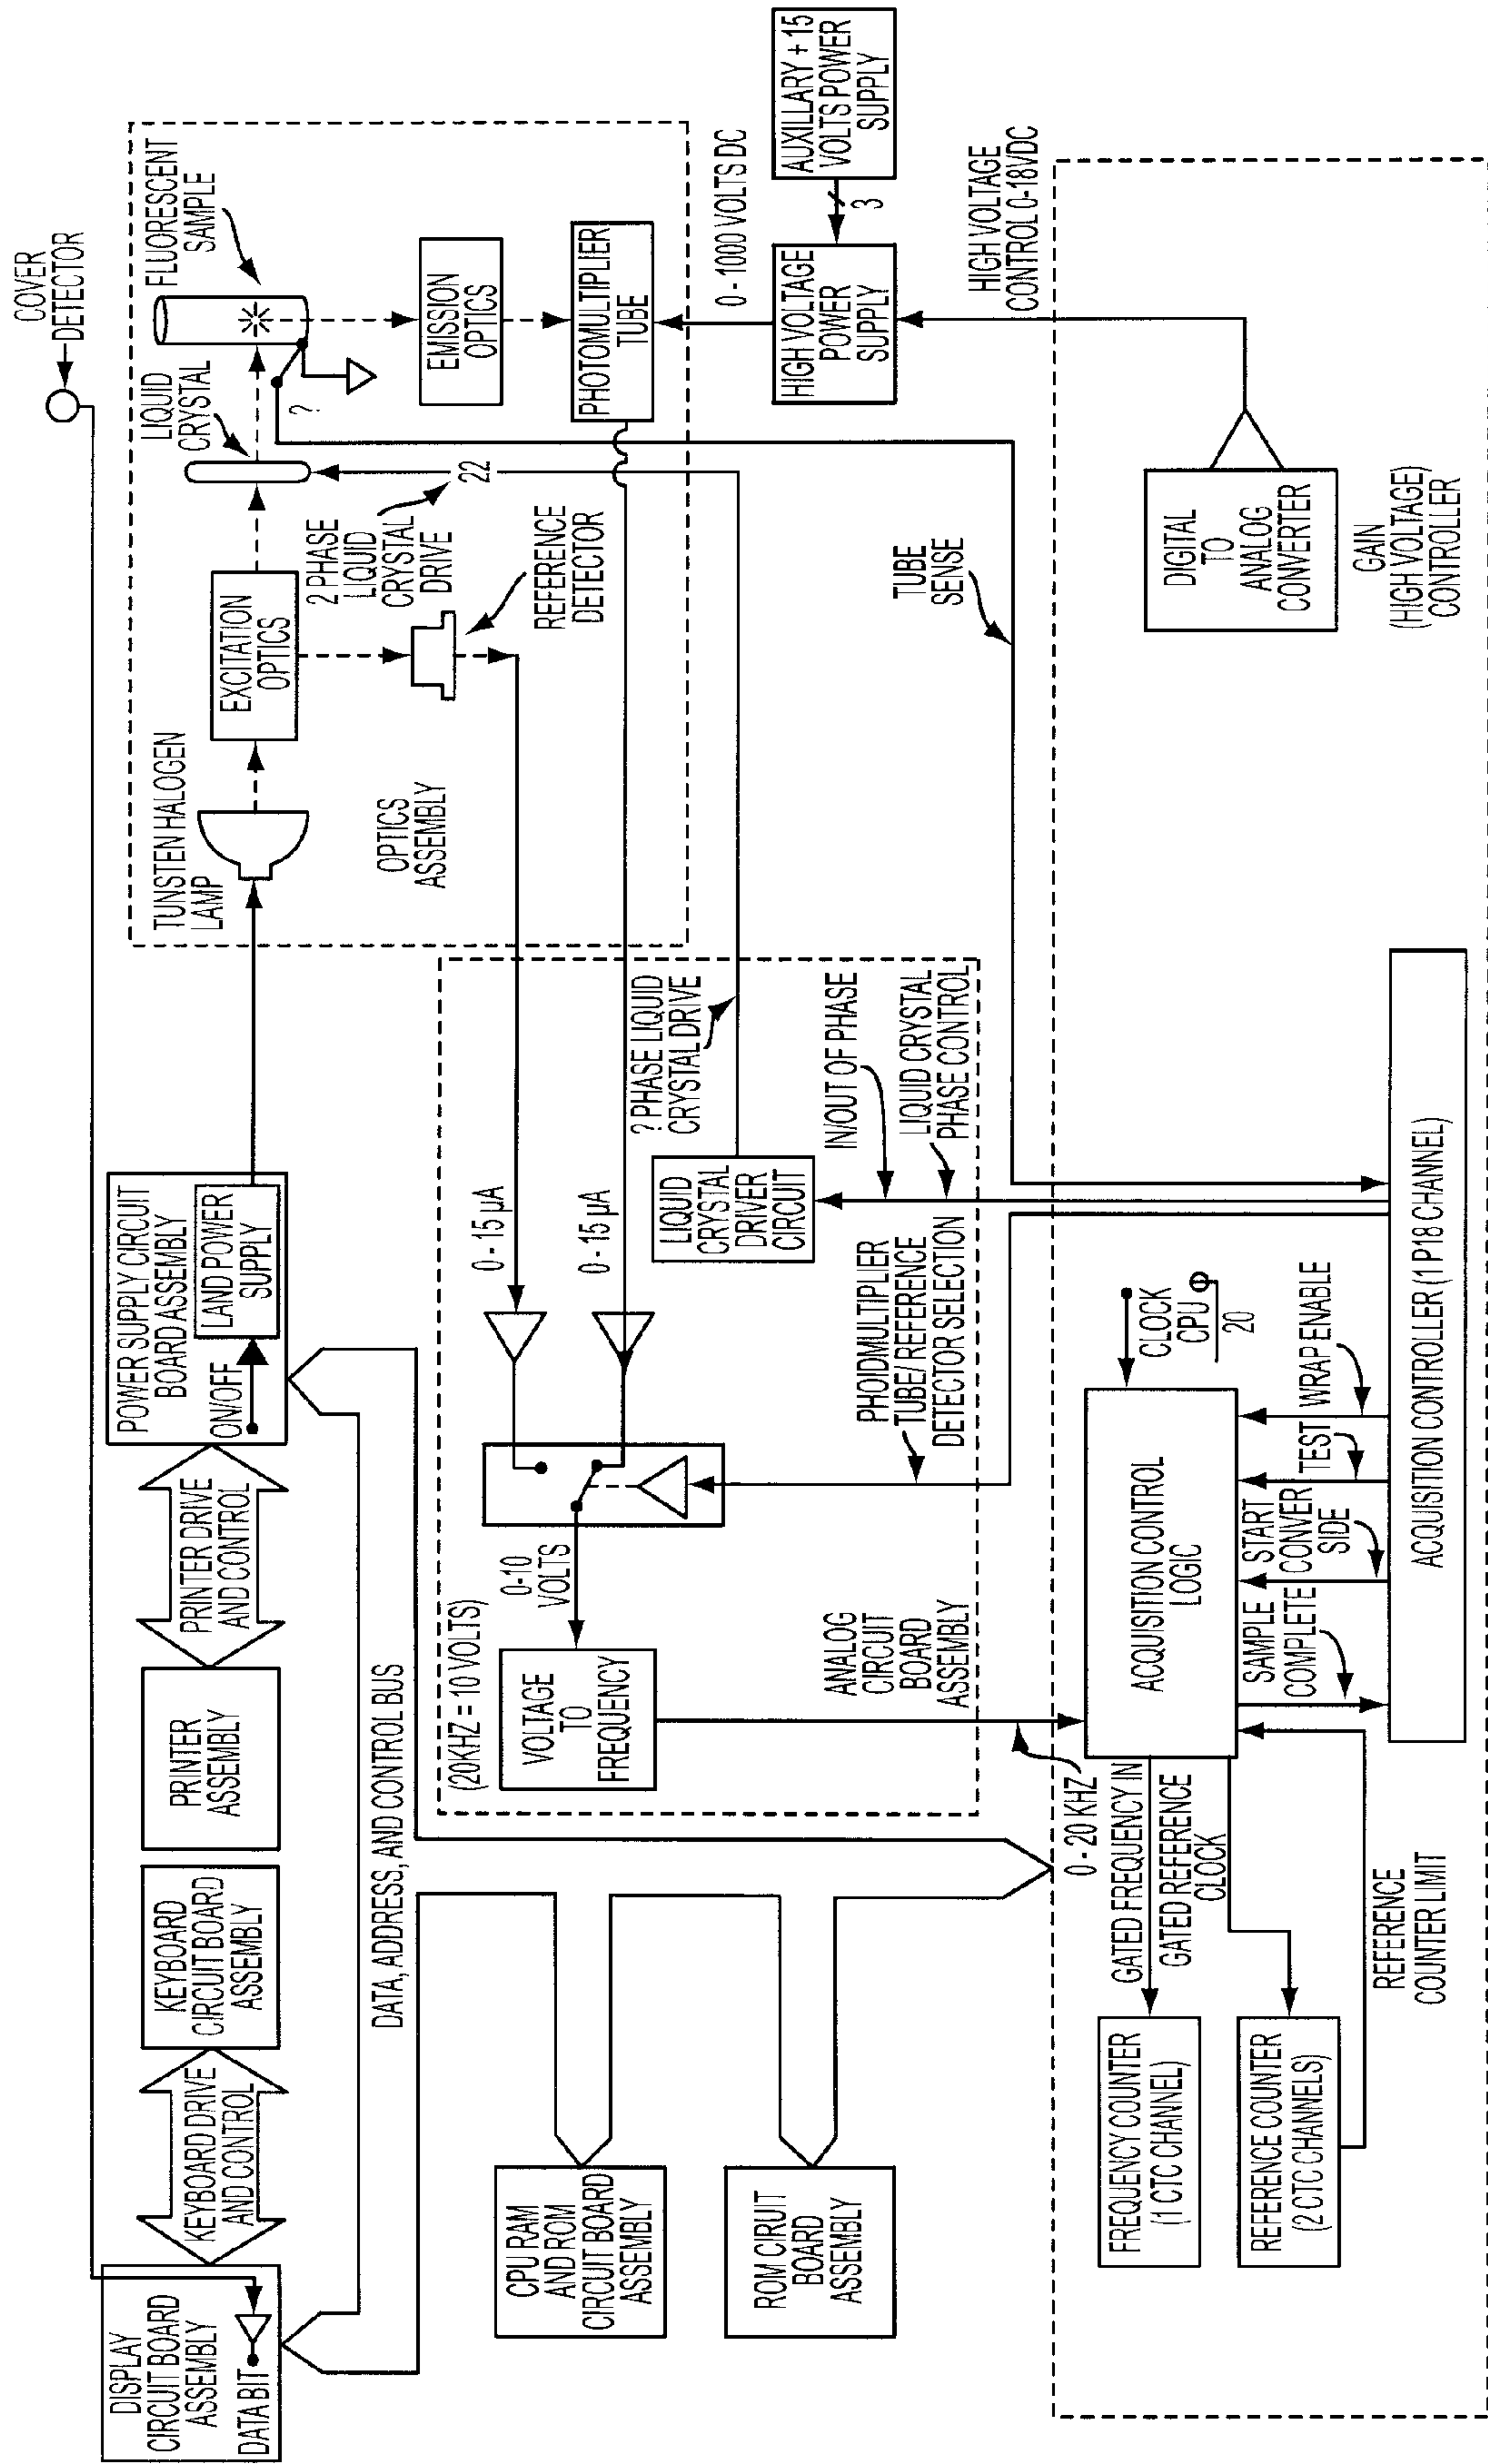 COVER
DETECTOR
DISPLAY
CIRCUIT BOARD
ASSEMBLY
DATA BIT
KEYBOARD DRIVE
AND CONTROL
KEYBOARD
CIRCUIT BOARD
ASSEMBLY
PRINTER
ASSEMBLY
PRINTER DRIVE
AND CONTROL
POWER SUPPLY CIRCUIT
BOARD ASSEMBLY
ON/OFF
LAND POWER
SUPPLY
DATA, ADDRESS, AND CONTROL BUS
TUNSTEN HALOGEN
LAMP
EXCITATION
OPTICS
LIQUID
CRYSTAL
FLUORESCENT
SAMPLE
?
2 PHASE
LIQUID
CRYSTAL
DRIVE
22
REFERENCE
DETECTOR
OPTICS
ASSEMBLY
EMISSION
OPTICS
PHOTOMULTIPLIER
TUBE
CPU RAM
AND ROM
CIRCUIT BOARD
ASSEMBLY
ROM CIRUIT
BOARD
ASSEMBLY
(20KHZ = 10 VOLTS)
VOLTAGE
TO
FREQUENCY
0-10
VOLTS
0 - 15 µA
0 - 15 µA
? PHASE LIQUID
CRYSTAL DRIVE
LIQUID
CRYSTAL
DRIVER
CIRCUIT
ANALOG
CIRCUIT
BOARD
ASSEMBLY
PHOIDMULTIPLIER
TUBE/REFERENCE
DETECTOR SELECTION
IN/OUT OF PHASE
LIQUID CRYSTAL
PHASE CONTROL
TUBE
SENSE
0 - 1000 VOLTS DC
HIGH VOLTAGE
POWER
SUPPLY
3
AUXILLARY + 15
VOLTS POWER
SUPPLY
HIGH VOLTAGE
CONTROL 0-18VDC
0 - 20 KHZ
GATED FREQUENCY IN
GATED REFERENCE
CLOCK
FREQUENCY COUNTER
(1 CTC CHANNEL)
REFERENCE COUNTER
(2 CTC CHANNELS)
REFERENCE
COUNTER LIMIT
ACQUISITION CONTROL
LOGIC
CLOCK
CPU Φ
20
SAMPLE
COMPLETE
START
CONVER
SIDE
TEST
WRAP ENABLE
ACQUISITION CONTROLLER (1 P18 CHANNEL)
DIGITAL
TO
ANALOG
CONVERTER
GAIN
(HIGH VOLTAGE)
CONTROLLER